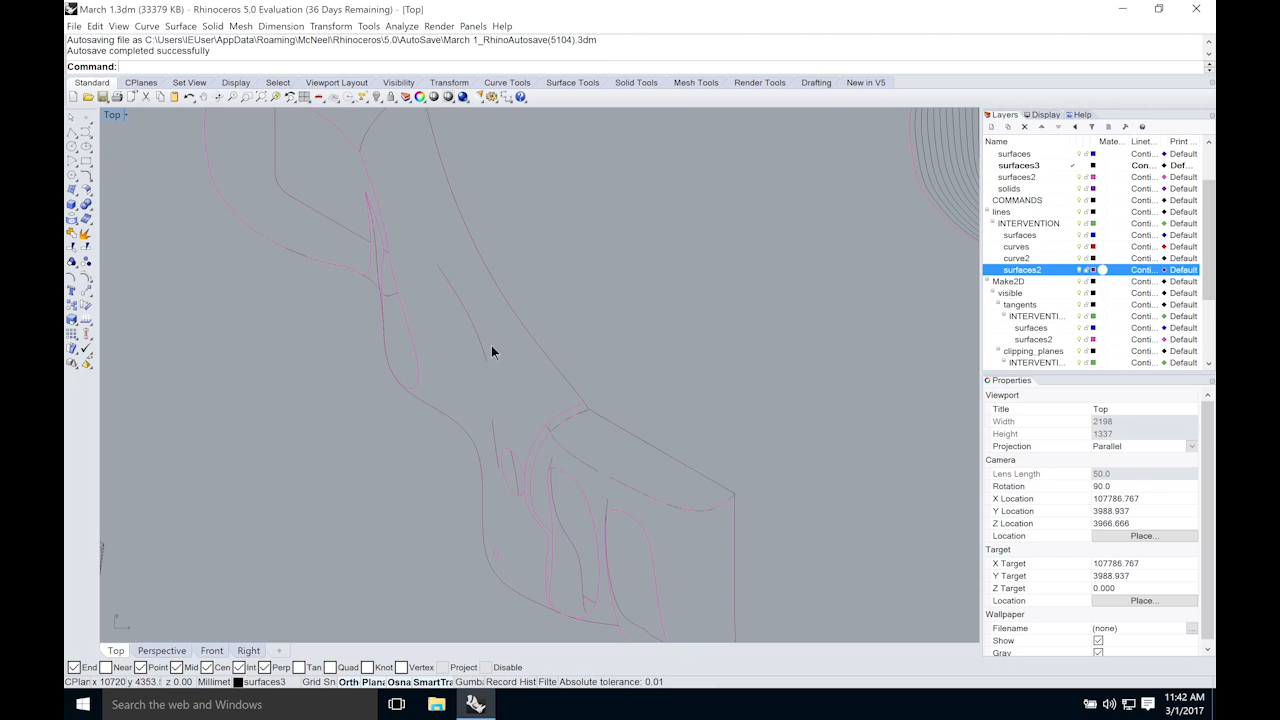 March 1.3dm (33379 KB) - Rhinoceros 5.0 Evaluation (36 Days Remaining) - [Top]
File Edit View Curve Surface Solid Mesh Dimension Transform Tools Analyze Render Panels Help
Autosaving file as C:\Users\IEUser\AppData\Roaming\McNeel\Rhinoceros\5.0\AutoSave\March 1_RhinoAutosave(5104).3dm
Autosave completed successfully
Command:
Standard CPlanes Set View Display Select Viewport Layout Visibility Transform Curve Tools Surface Tools Solid Tools Mesh Tools Render Tools Drafting New in V5
Top
Layers Display Help
Name Mate... Linet... Print ...
surfaces Conti... Default
surfaces3 Con... Def...
surfaces2 Conti... Default
solids Conti... Default
COMMANDS Conti... Default
lines Conti... Default
INTERVENTION Conti... Default
surfaces Conti... Default
curves Conti... Default
curve2 Conti... Default
surfaces2 Conti... Default
Make2D Conti... Default
visible Conti... Default
tangents Conti... Default
INTERVENTI... Conti... Default
surfaces Conti... Default
surfaces2 Conti... Default
clipping_planes Conti... Default
INTERVENTI... Conti... Default
Properties
Viewport
Title Top
Width 2198
Height 1337
Projection Parallel
Camera
Lens Length 50.0
Rotation 90.0
X Location 107786.767
Y Location 3988.937
Z Location 3966.666
Location Place...
Target
X Target 107786.767
Y Target 3988.937
Z Target 0.000
Location Place...
Wallpaper
Filename (none) ...
Show
Gray
Top Perspective Front Right
End Near Point Mid Cen Int Perp Tan Quad Knot Vertex Project Disable
CPlan x 10720 y 4353. z 0.00 Millimet surfaces3 Grid Sn Orth Plana Osna SmartTra Gumba Record Hist Filte Absolute tolerance: 0.01
Search the web and Windows
11:42 AM
3/1/2017